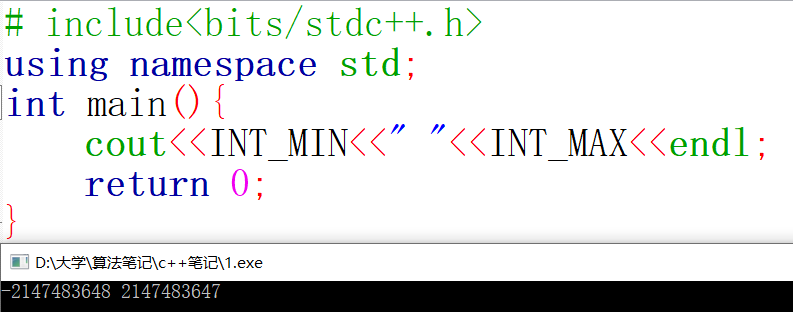 # include<bits/stdc++.h>
using namespace std;
int main(){
    cout<<INT_MIN<<" "<<INT_MAX<<endl;
    return 0;
}
D:\大学\算法笔记\c++笔记\1.exe
-2147483648 2147483647